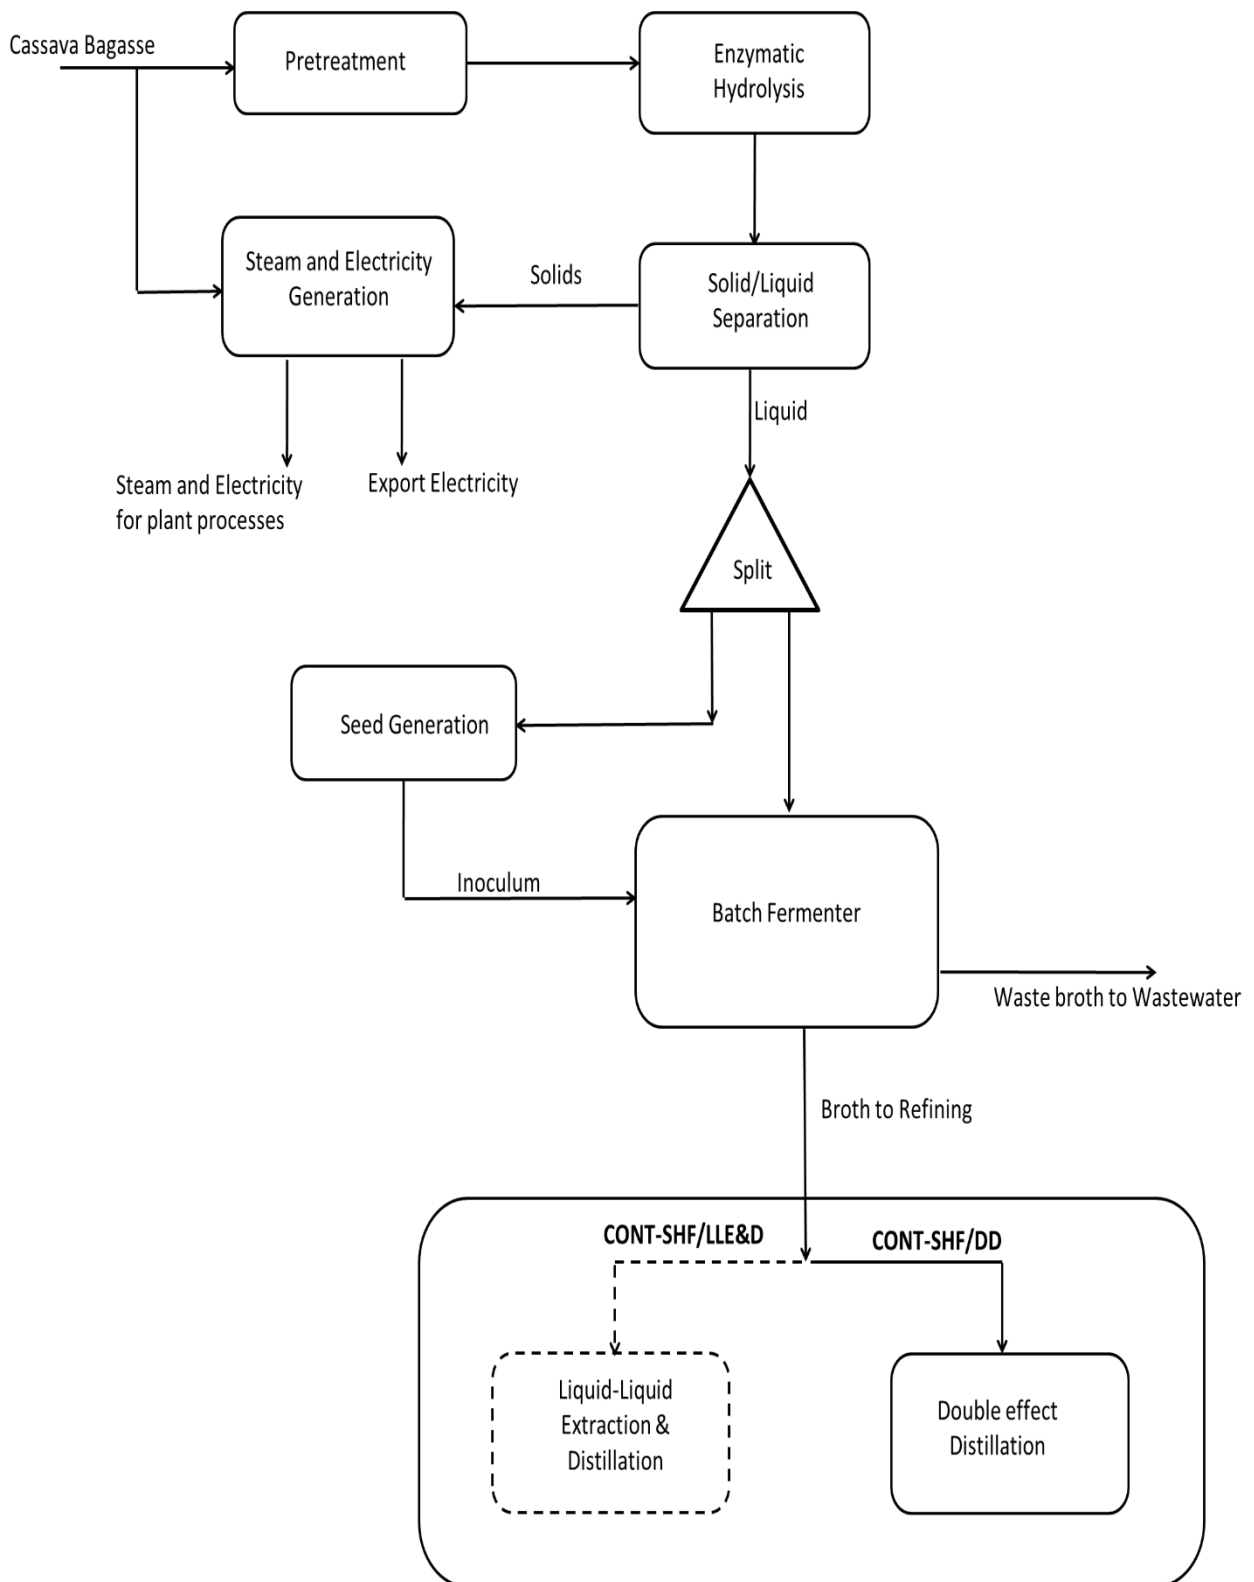 Cassava Bagasse
Pretreatment
Enzymatic
Hydrolysis
Steam and Electricity
Generation
Solids
Solid/Liquid
Separation
Liquid
Steam and Electricity
for plant processes
Export Electricity
Split
Seed Generation
Inoculum
Batch Fermenter
Waste broth to Wastewater
Broth to Refining
CONT-SHF/LLE&D
CONT-SHF/DD
Liquid-Liquid
Extraction &
Distillation
Double effect
Distillation